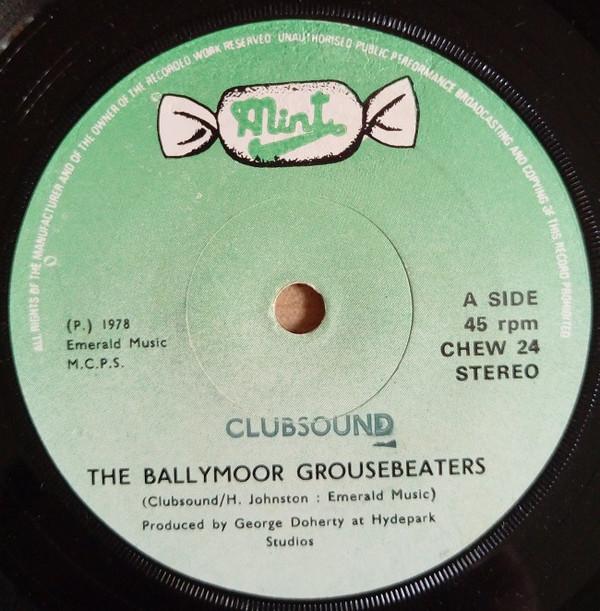 ALL RIGHTS OF THE MANUFACTURER AND OF THE OWNER OF THE RECORDED WORK RESERVED UNAUTHORISED PUBLIC PERFORMANCE BROADCASTING AND COPYING OF THIS RECORD PROHIBITED
Mint
(P.) 1978
Emerald Music
M.C.P.S.
A SIDE
45 rpm
CHEW 24
STEREO
CLUBSOUND
THE BALLYMOOR GROUSEBEATERS
(Clubsound/H. Johnston : Emerald Music)
Produced by George Doherty at Hydepark
Studios